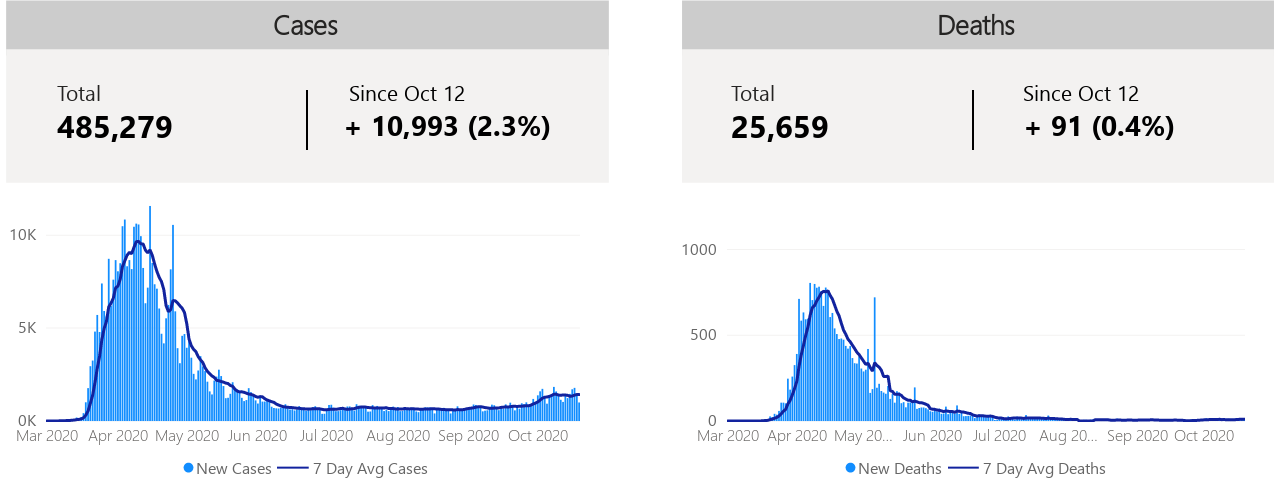 Cases
Total
Since Oct 12
485,279
+ 10,993 (2.3%)
10K
5K
0K
Mar 2020 Apr 2020 May 2020 Jun 2020 Jul 2020 Aug 2020 Sep 2020 Oct 2020
New Cases 7 Day Avg Cases
Deaths
Total
Since Oct 12
25,659
+ 91 (0.4%)
1000
500
0
Mar 2020 Apr 2020 May 20... Jun 2020 Jul 2020 Aug 20... Sep 2020 Oct 2020
New Deaths 7 Day Avg Deaths